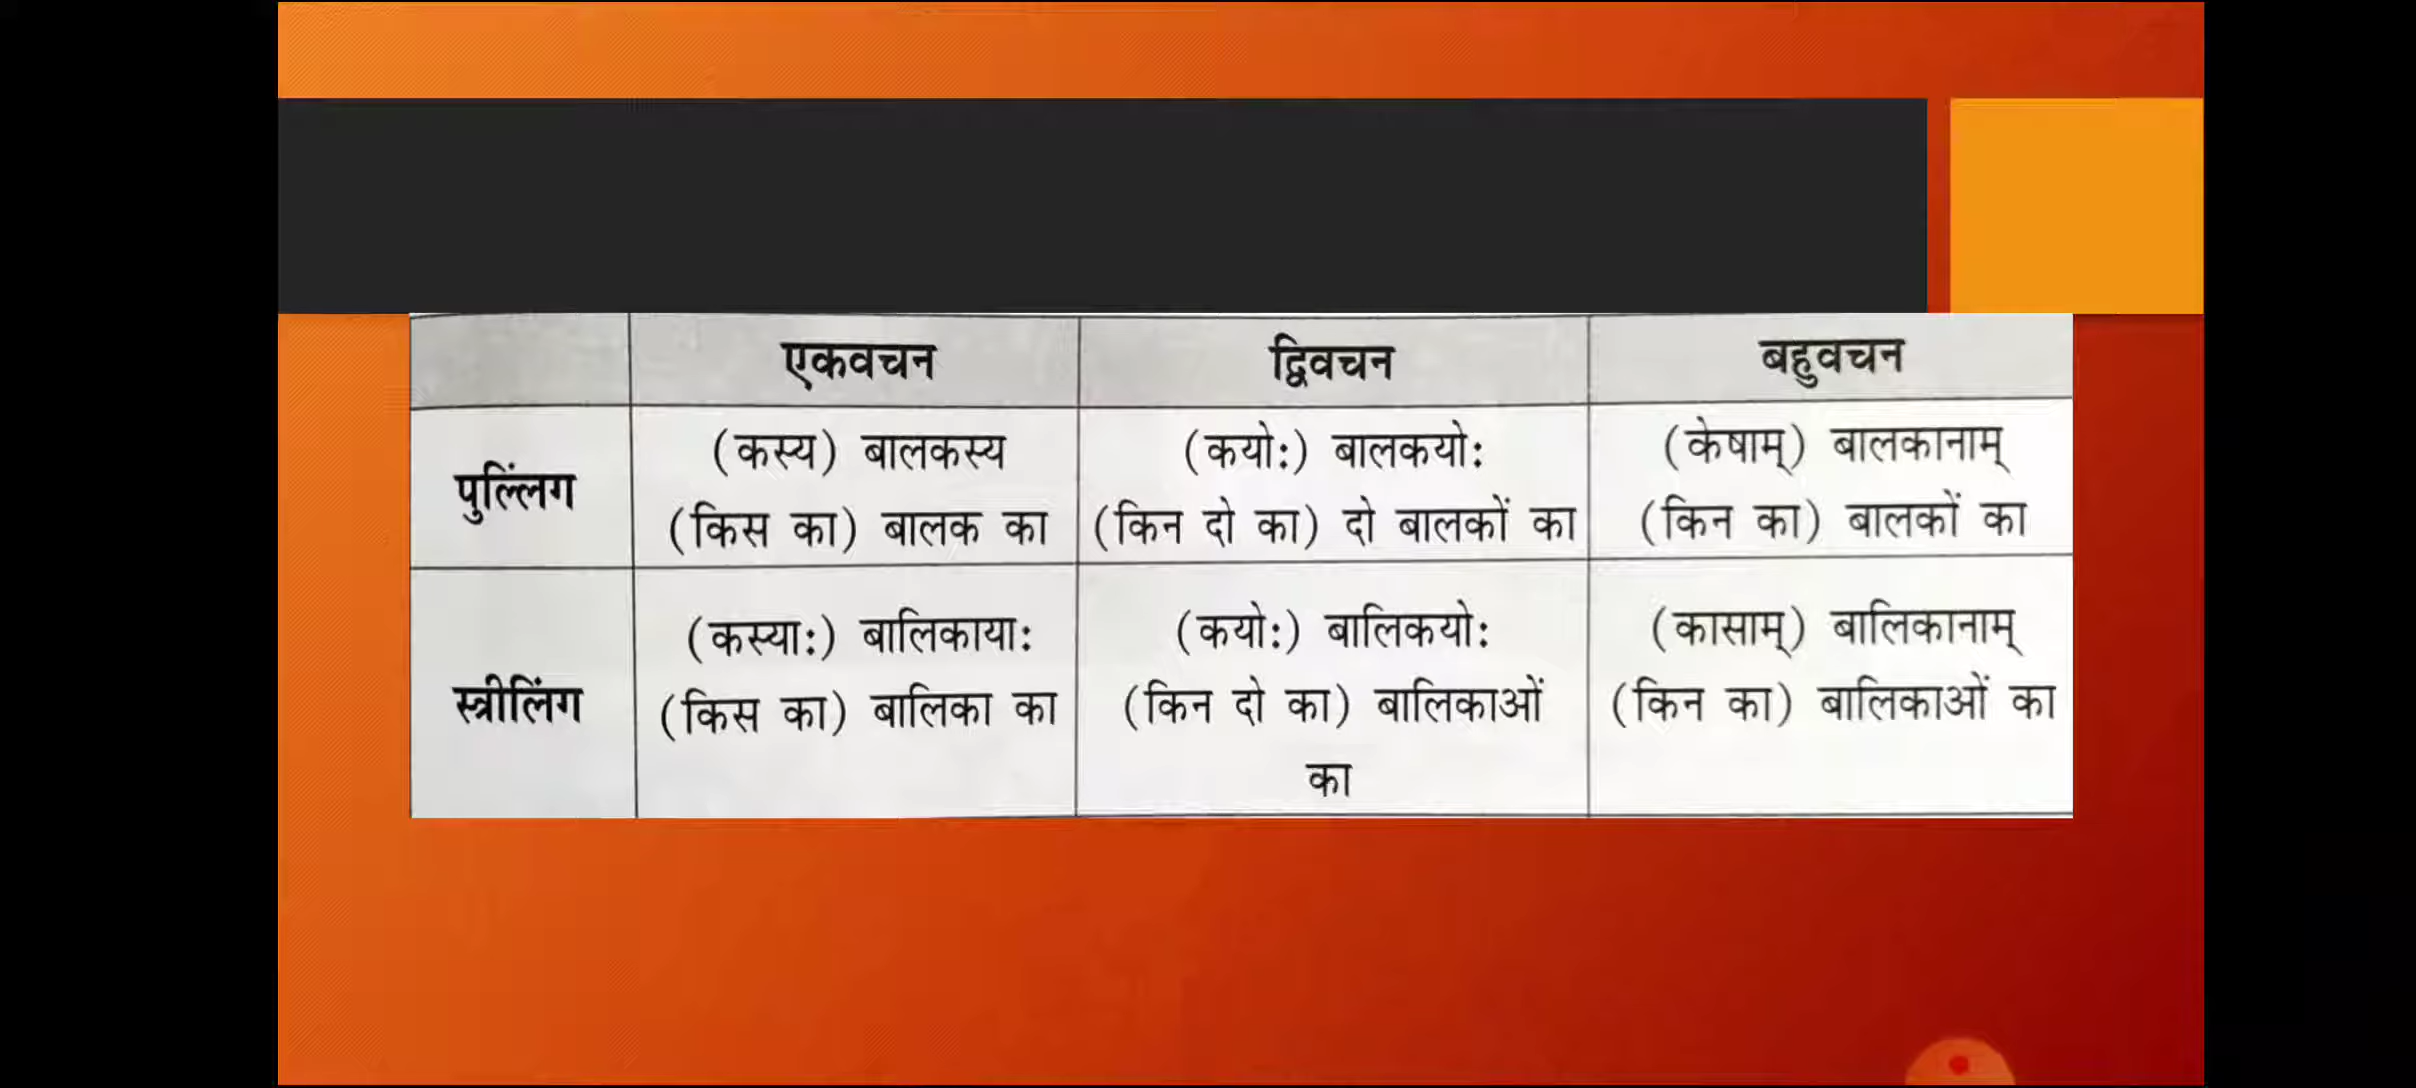 एकवचन द्विवचन बहुवचन
पुल्लिंग
(कस्य) बालकस्य
(किस का) बालक का
(कयोः) बालकयोः
(किन दो का) दो बालकों का
(केषाम्) बालकानाम्
(किन का) बालकों का
स्त्रीलिंग
(कस्याः) बालिकायाः
(किस का) बालिका का
(कयोः) बालिकयोः
(किन दो का) बालिकाओं
का
(कासाम्) बालिकानाम्
(किन का) बालिकाओं का